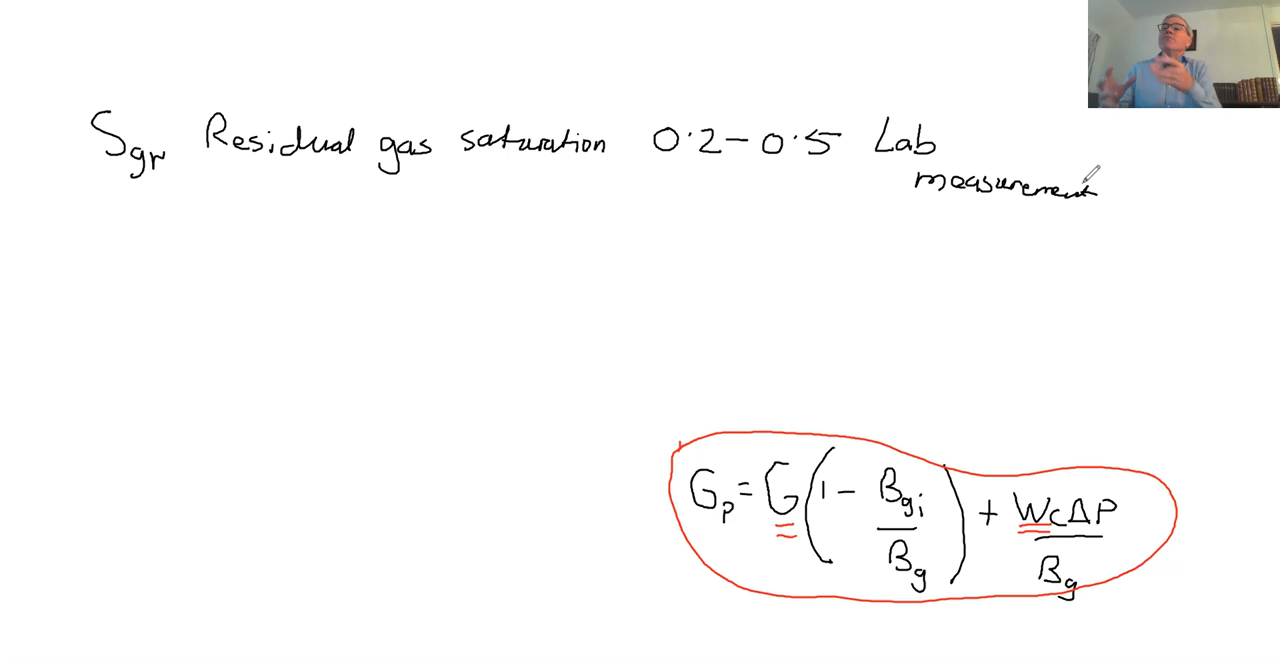 Sgr Residual gas saturation 0.2-0.5 Lab
measurement
Gp = G (1 - Bgi/Bg) + WcΔP/Bg